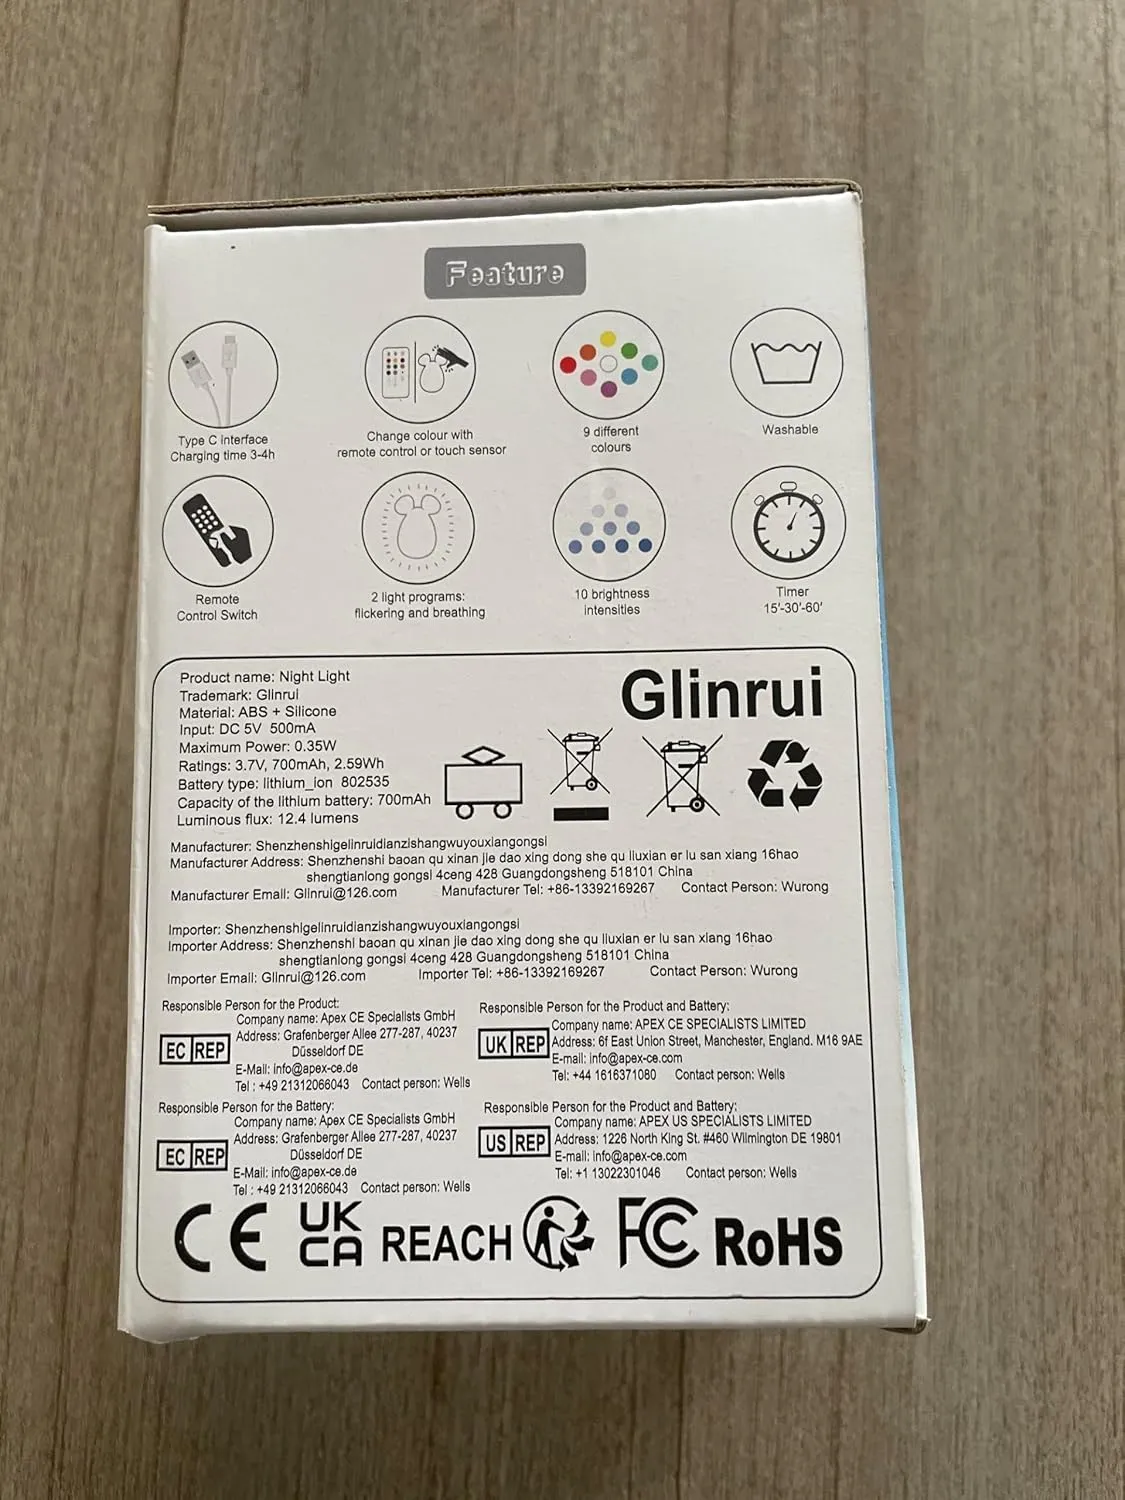 Feature
Type C interface
Charging time 3-4h
Change colour with
remote control or touch sensor
9 different
colours
Washable
Remote
Control Switch
2 light programs:
flickering and breathing
10 brightness
intensities
Timer
15'-30'-60'
Product name: Night Light
Trademark: Glinrui
Material: ABS + Silicone
Input: DC 5V 500mA
Maximum Power: 0.35W
Ratings: 3.7V, 700mAh, 2.59Wh
Battery type: lithium_ion 802535
Capacity of the lithium battery: 700mAh
Luminous flux: 12.4 lumens
Glinrui
Manufacturer: Shenzhenshigelinruidianzishangwuyouxiangongsi
Manufacturer Address: Shenzhenshi baoan qu xinan jie dao xing dong she qu liuxian er lu san xiang 16hao
shengtianlong gongsi 4ceng 428 Guangdongsheng 518101 China
Manufacturer Email: Glinrui@126.com Manufacturer Tel: +86-13392169267 Contact Person: Wurong
Importer: Shenzhenshigelinruidianzishangwuyouxiangongsi
Importer Address: Shenzhenshi baoan qu xinan jie dao xing dong she qu liuxian er lu san xiang 16hao
shengtianlong gongsi 4ceng 428 Guangdongsheng 518101 China
Importer Email: Glinrui@126.com Importer Tel: +86-13392169267 Contact Person: Wurong
Responsible Person for the Product:
EC REP
Company name: Apex CE Specialists GmbH
Address: Grafenberger Allee 277-287, 40237
Düsseldorf DE
E-Mail: info@apex-ce.de
Tel : +49 21312066043 Contact person: Wells
Responsible Person for the Product and Battery:
UK REP
Company name: APEX CE SPECIALISTS LIMITED
Address: 6f East Union Street, Manchester, England. M16 9AE
E-mail: info@apex-ce.com
Tel: +44 1616371080 Contact person: Wells
Responsible Person for the Battery:
EC REP
Company name: Apex CE Specialists GmbH
Address: Grafenberger Allee 277-287, 40237
Düsseldorf DE
E-Mail: info@apex-ce.de
Tel : +49 21312066043 Contact person: Wells
Responsible Person for the Product and Battery:
US REP
Company name: APEX US SPECIALISTS LIMITED
Address: 1226 North King St. #460 Wilmington DE 19801
E-mail: info@apex-ce.com
Tel: +1 13022301046 Contact person: Wells
CE UK CA REACH FC RoHS